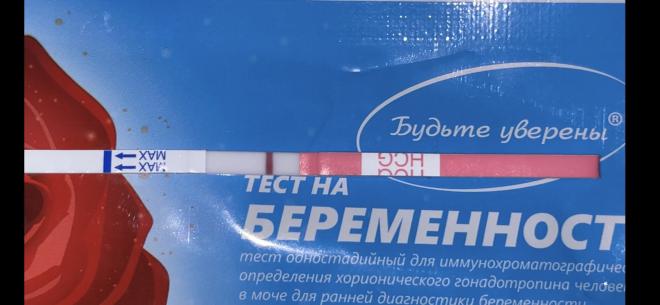 Будьте уверены®
MAX
MAX
HCG
HCG
ТЕСТ НА
БЕРЕМЕННОСТ
тест одностадийный для иммунохроматографичес
определения хорионического гонадотропина челове
в моче для ранней диагностики беременности